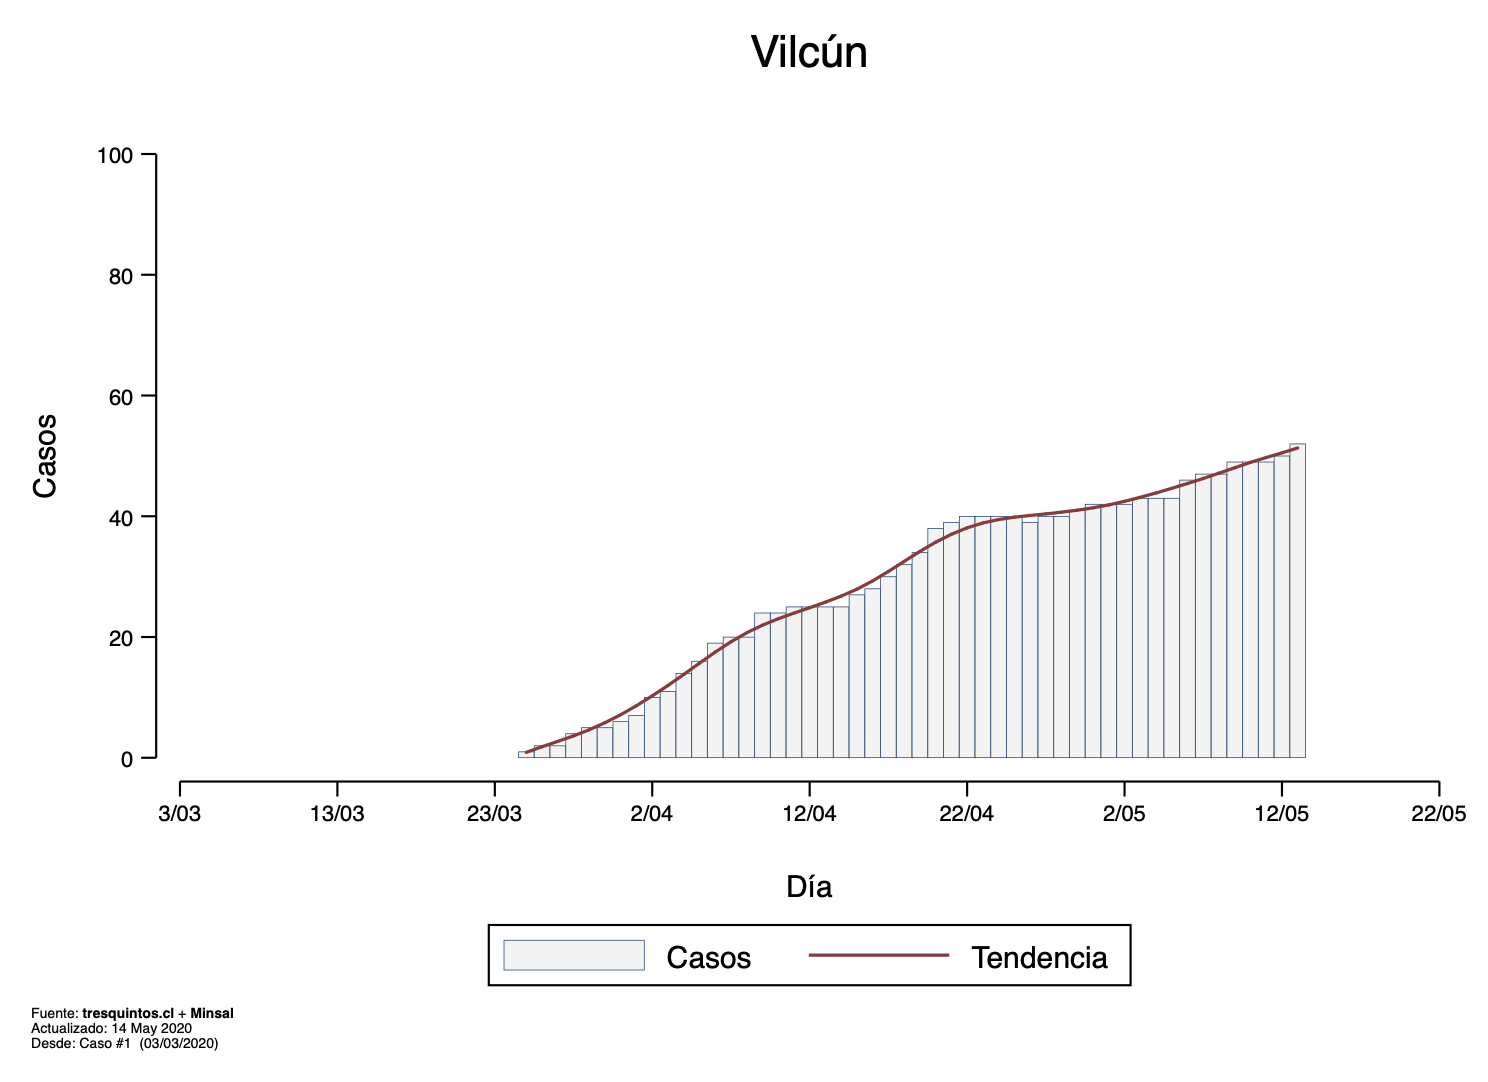 Vilcún
100
80
60
40
20
0
Casos
3/03 13/03 23/03 2/04 12/04 22/04 2/05 12/05 22/05
Día
Casos Tendencia
Fuente: tresquintos.cl + Minsal
Actualizado: 14 May 2020
Desde: Caso #1 (03/03/2020)